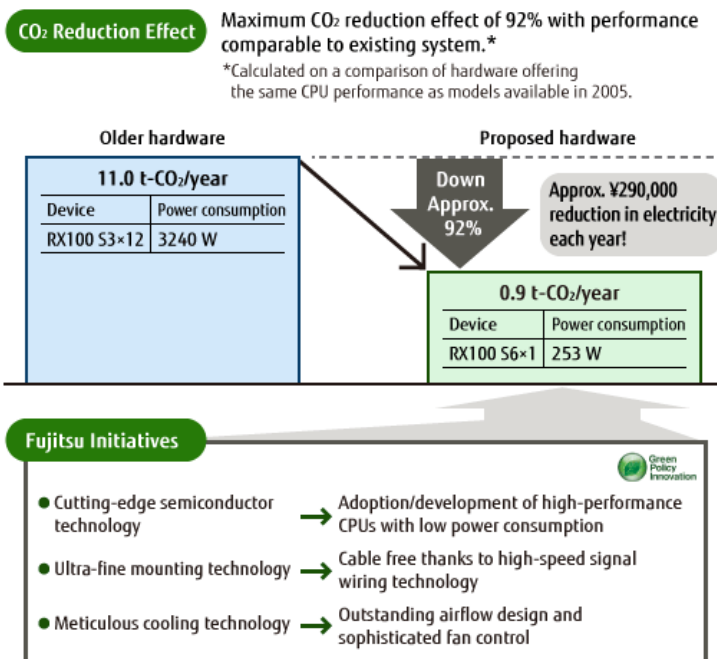 CO₂ Reduction Effect
Maximum CO₂ reduction effect of 92% with performance
comparable to existing system.*
*Calculated on a comparison of hardware offering
the same CPU performance as models available in 2005.
Older hardware
Proposed hardware
11.0 t-CO₂/year
Device Power consumption
RX100 S3×12 3240 W
Down
Approx.
92%
Approx. ¥290,000
reduction in electricity
each year!
0.9 t-CO₂/year
Device Power consumption
RX100 S6×1 253 W
Fujitsu Initiatives
Green
Policy
Innovation
Cutting-edge semiconductor
technology
Adoption/development of high-performance
CPUs with low power consumption
Ultra-fine mounting technology
Cable free thanks to high-speed signal
wiring technology
Meticulous cooling technology
Outstanding airflow design and
sophisticated fan control